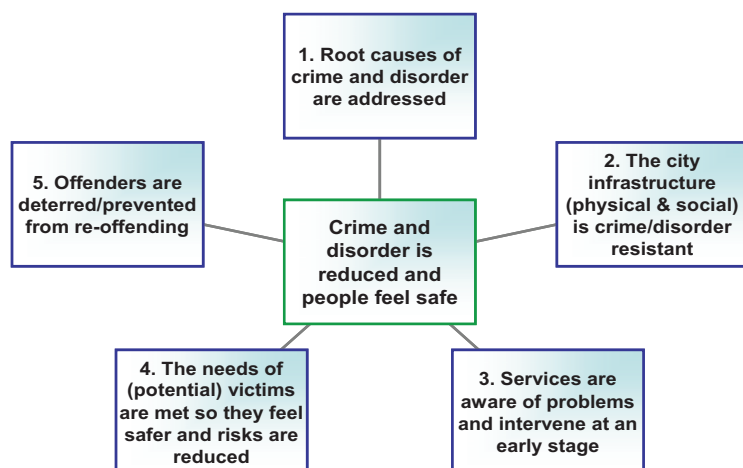 1. Root causes of
crime and disorder
are addressed
2. The city
infrastructure
(physical & social)
is crime/disorder
resistant
3. Services are
aware of problems
and intervene at an
early stage
4. The needs of
(potential) victims
are met so they feel
safer and risks are
reduced
5. Offenders are
deterred/prevented
from re-offending
Crime and
disorder is
reduced and
people feel safe